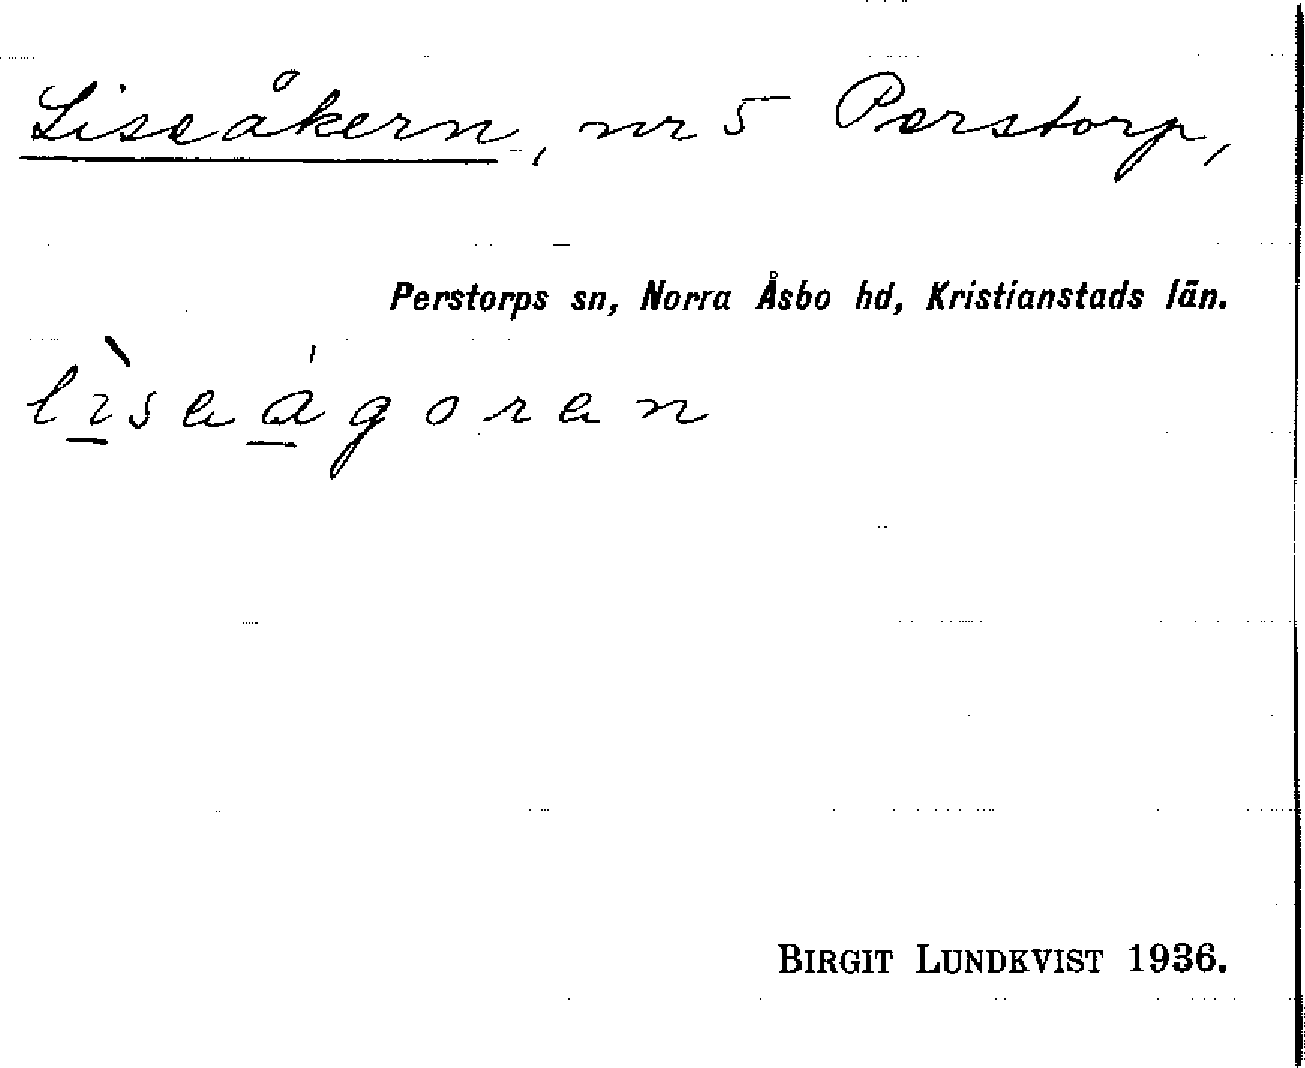 Liseåkern, nr 5 Perstorp,
Perstorps sn, Norra Åsbo hd, Kristianstads län.
lìseágoren
BIRGIT LUNDKVIST 1936.